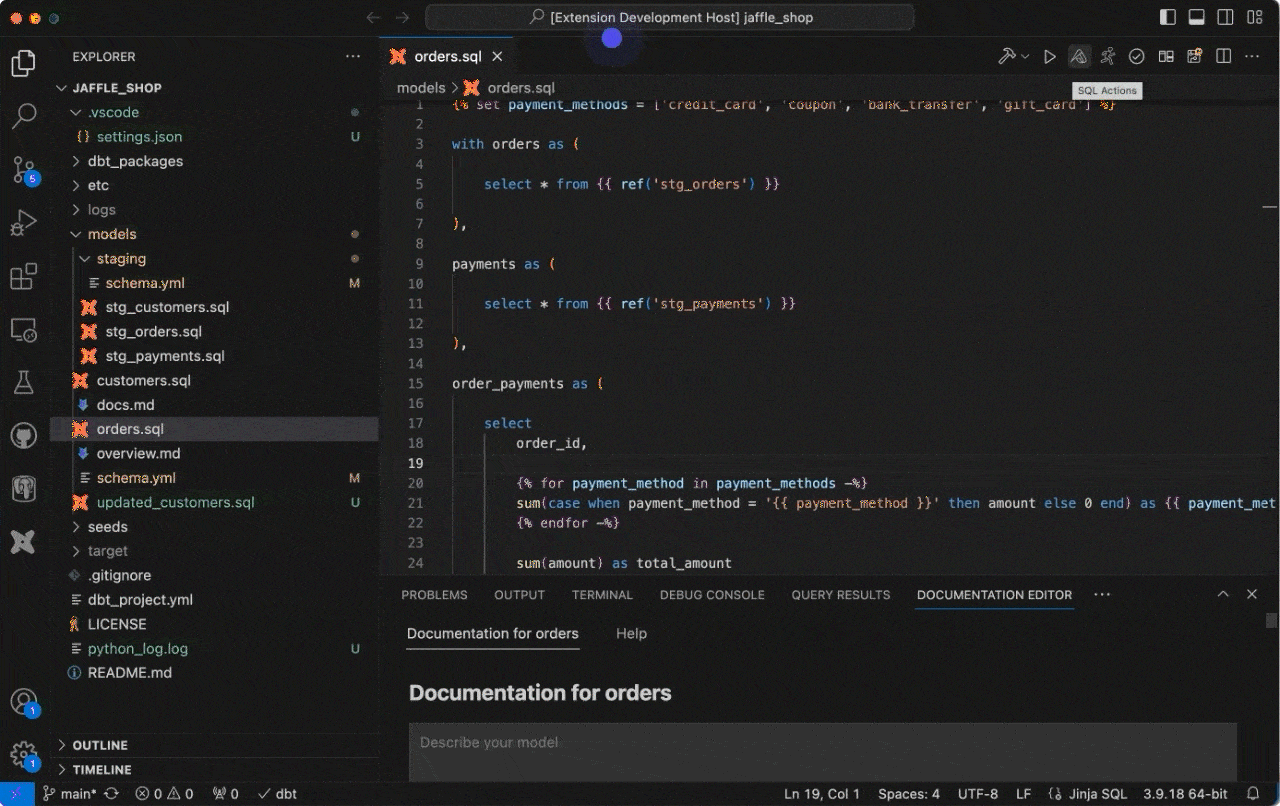 [Extension Development Host] jaffle_shop
EXPLORER
JAFFLE_SHOP
.vscode
{} settings.json U
dbt_packages
etc
logs
models
staging
schema.yml M
stg_customers.sql
stg_orders.sql
stg_payments.sql
customers.sql
docs.md
orders.sql
overview.md
schema.yml M
updated_customers.sql U
seeds
target
.gitignore
dbt_project.yml
LICENSE
python_log.log U
README.md
OUTLINE
TIMELINE
5
1
1
orders.sql
models > orders.sql
SQL Actions
1 {% set payment_methods = ['credit_card', 'coupon', 'bank_transfer', 'gift_card'] %}
2
3 with orders as (
4
5 select * from {{ ref('stg_orders') }}
6
7 ),
8
9 payments as (
10
11 select * from {{ ref('stg_payments') }}
12
13 ),
14
15 order_payments as (
16
17 select
18 order_id,
19
20 {% for payment_method in payment_methods -%}
21 sum(case when payment_method = '{{ payment_method }}' then amount else 0 end) as {{ payment_met
22 {% endfor -%}
23
24 sum(amount) as total_amount
PROBLEMS OUTPUT TERMINAL DEBUG CONSOLE QUERY RESULTS DOCUMENTATION EDITOR
Documentation for orders Help
Documentation for orders
Describe your model
main* 0 0 0 dbt Ln 19, Col 1 Spaces: 4 UTF-8 LF Jinja SQL 3.9.18 64-bit